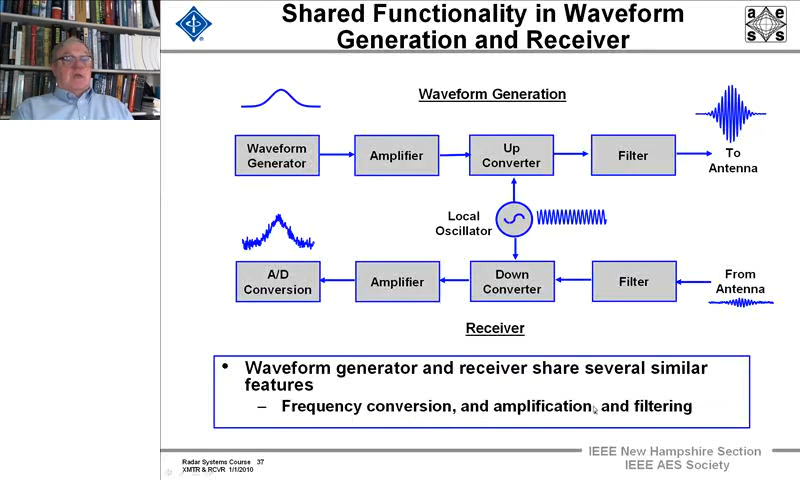 Shared Functionality in Waveform
Generation and Receiver
a e
s s
Waveform Generation
Waveform
Generator
Amplifier
Up
Converter
Filter
To
Antenna
Local
Oscillator
A/D
Conversion
Amplifier
Down
Converter
Filter
From
Antenna
Receiver
• Waveform generator and receiver share several similar
features
– Frequency conversion, and amplification, and filtering
Radar Systems Course 37
XMTR & RCVR 1/1/2010
IEEE New Hampshire Section
IEEE AES Society